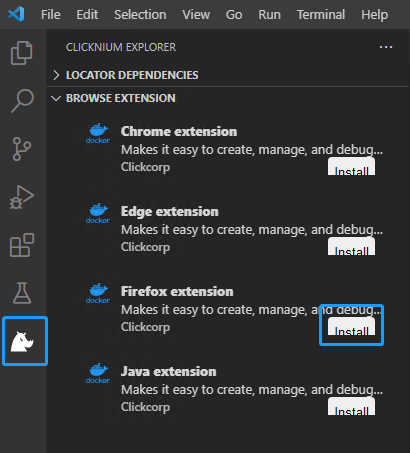 File Edit Selection View Go Run Terminal Help
CLICKNIUM EXPLORER
LOCATOR DEPENDENCIES
BROWSE EXTENSION
docker
Chrome extension
Makes it easy to create, manage, and debug...
Clickcorp
Install
docker
Edge extension
Makes it easy to create, manage, and debug...
Clickcorp
Install
docker
Firefox extension
Makes it easy to create, manage, and debug...
Clickcorp
Install
docker
Java extension
Makes it easy to create, manage, and debug...
Clickcorp
Install